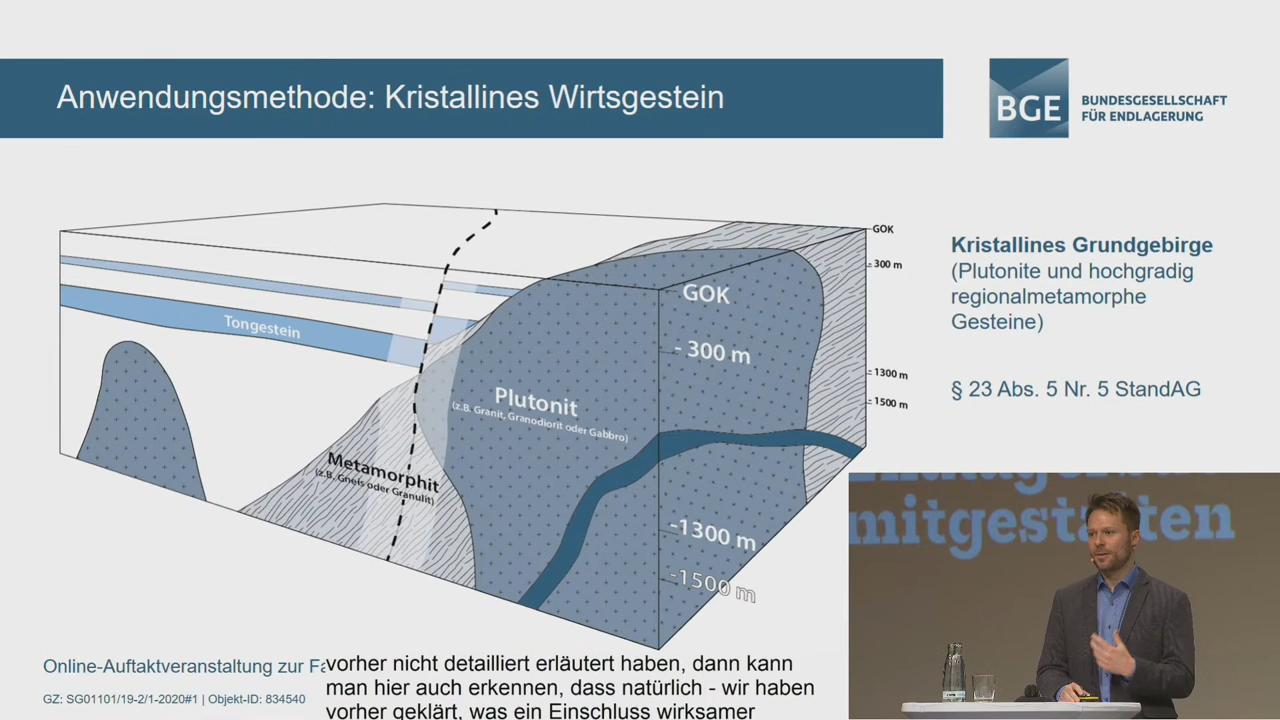 Anwendungsmethode: Kristallines Wirtsgestein
BGE
BUNDESGESELLSCHAFT
FÜR ENDLAGERUNG
GOK
300 m
1300 m
1500 m
Kristallines Grundgebirge
(Plutonite und hochgradig
regionalmetamorphe
Gesteine)
§ 23 Abs. 5 Nr. 5 StandAG
Tongestein
GOK
- 300 m
Plutonit
(z.B. Granit, Granodiorit oder Gabbro)
Metamorphit
(z.B. Gneis oder Granulit)
-1300 m
-1500 m
mitgestalten
Online-Auftaktveranstaltung zur
GZ: SG01101/19-2/1-2020#1 | Objekt-ID: 834540
vorher nicht detailliert erläutert haben, dann kann
man hier auch erkennen, dass natürlich - wir haben
vorher geklärt, was ein Einschluss wirksamer